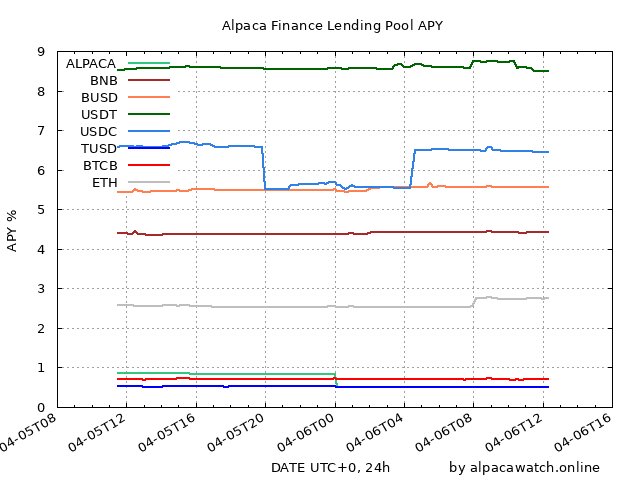 Alpaca Finance Lending Pool APY
9
8
7
6
5
4
3
2
1
0
APY %
ALPACA
BNB
BUSD
USDT
USDC
TUSD
BTCB
ETH
04-05T08
04-05T12
04-05T16
04-05T20
04-06T00
04-06T04
04-06T08
04-06T12
04-06T16
DATE UTC+0, 24h by alpacawatch.online